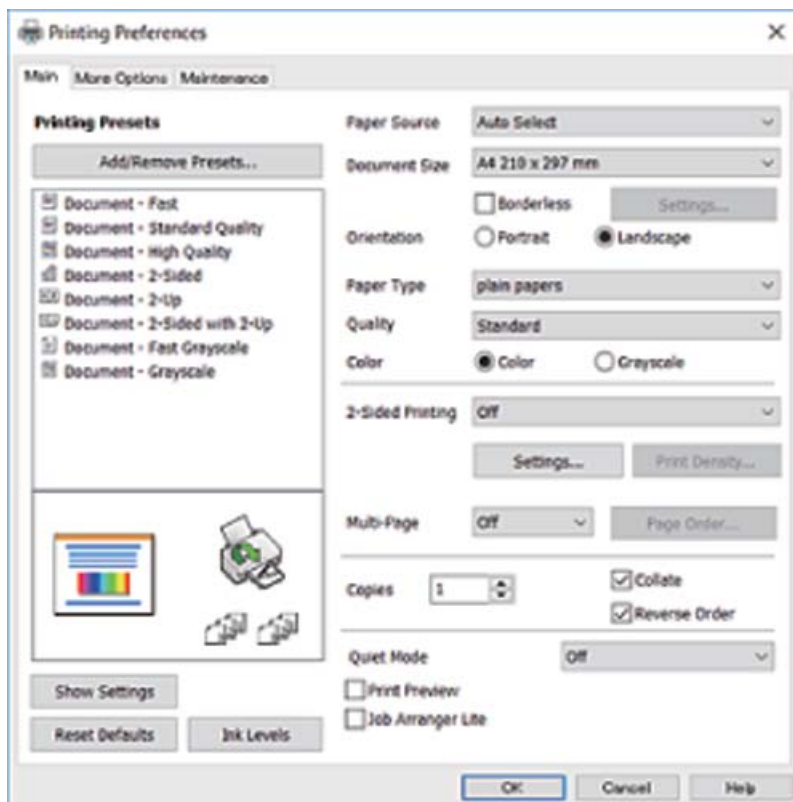 Printing Preferences
Main More Options Maintenance
Printing Presets
Add/Remove Presets...
Document - Fast
Document - Standard Quality
Document - High Quality
Document - 2-Sided
Document - 2-Up
Document - 2-Sided with 2-Up
Document - Fast Grayscale
Document - Grayscale
Show Settings
Reset Defaults Ink Levels
Paper Source Auto Select
Document Size A4 210 x 297 mm
Borderless Settings...
Orientation Portrait Landscape
Paper Type plain papers
Quality Standard
Color Color Grayscale
2-Sided Printing Off
Settings... Print Density...
Multi-Page Off Page Order...
Copies 1 Collate
Reverse Order
Quiet Mode Off
Print Preview
Job Arranger Lite
OK Cancel Help